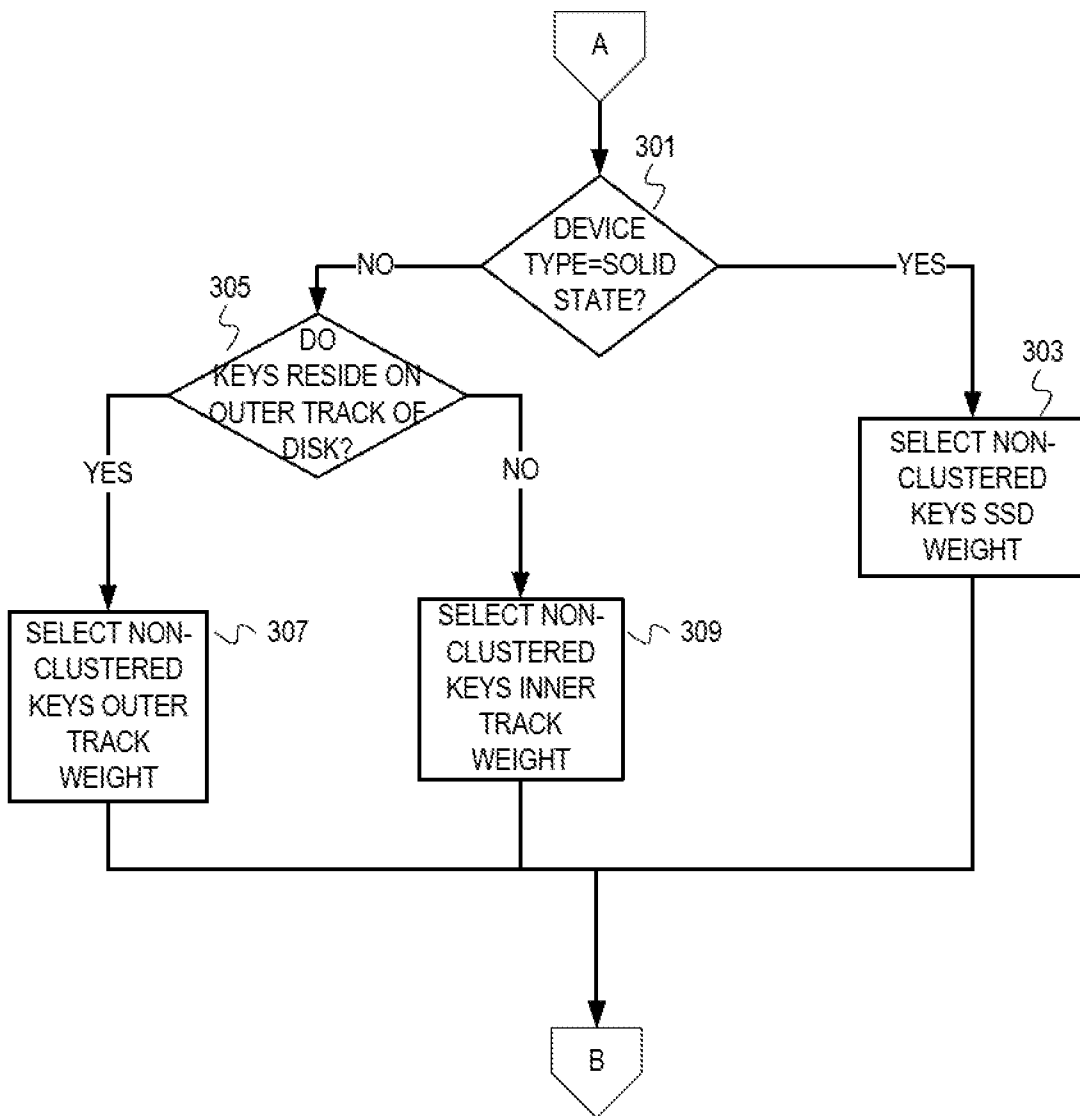 A
301
DEVICE
TYPE=SOLID
STATE?
NO
YES
305
DO
KEYS RESIDE ON
OUTER TRACK OF
DISK?
303
SELECT NON-
CLUSTERED
KEYS SSD
WEIGHT
YES
NO
SELECT NON-
CLUSTERED
KEYS OUTER
TRACK
WEIGHT
307
SELECT NON-
CLUSTERED
KEYS INNER
TRACK
WEIGHT
309
B